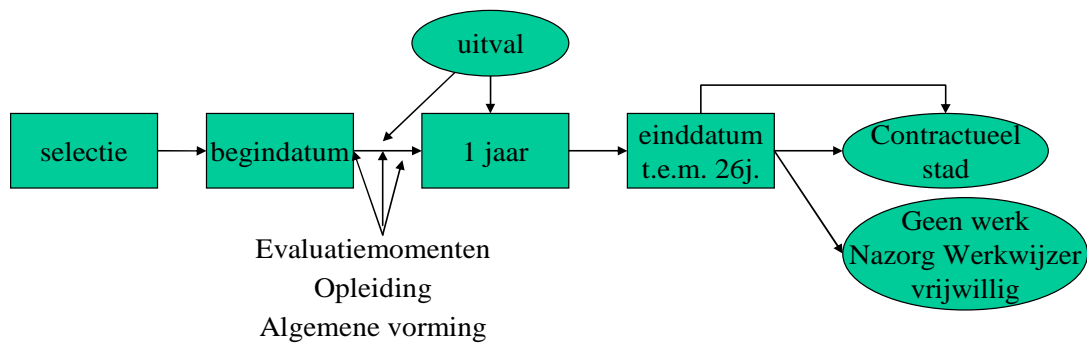 uitval
selectie
begindatum
1 jaar
einddatum
t.e.m. 26j.
Contractueel
stad
Geen werk
Nazorg Werkwijzer
vrijwillig
Evaluatiemomenten
Opleiding
Algemene vorming